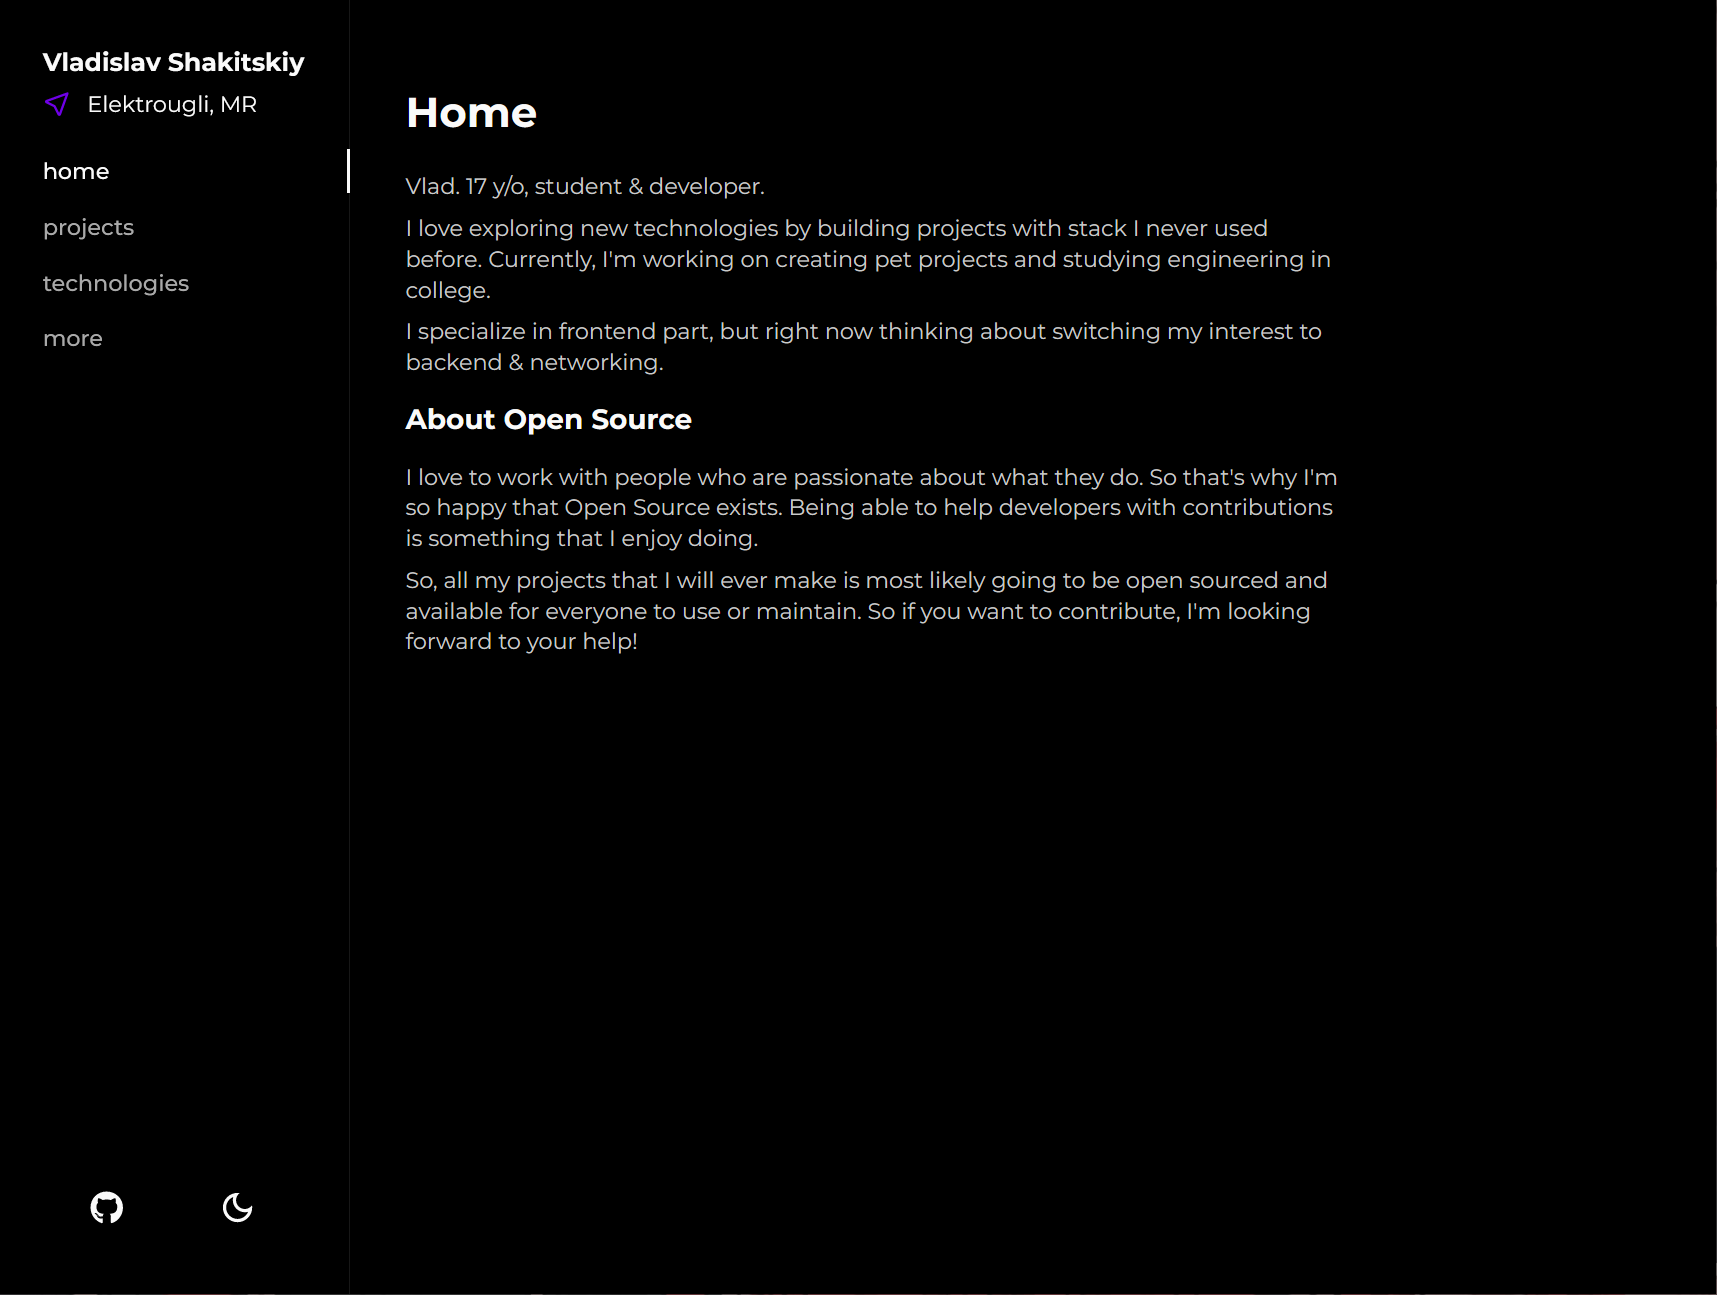 Vladislav Shakitskiy
Elektrougli, MR
home
projects
technologies
more
Home
Vlad. 17 y/o, student & developer.
I love exploring new technologies by building projects with stack I never used
before. Currently, I'm working on creating pet projects and studying engineering in
college.
I specialize in frontend part, but right now thinking about switching my interest to
backend & networking.
About Open Source
I love to work with people who are passionate about what they do. So that's why I'm
so happy that Open Source exists. Being able to help developers with contributions
is something that I enjoy doing.
So, all my projects that I will ever make is most likely going to be open sourced and
available for everyone to use or maintain. So if you want to contribute, I'm looking
forward to your help!